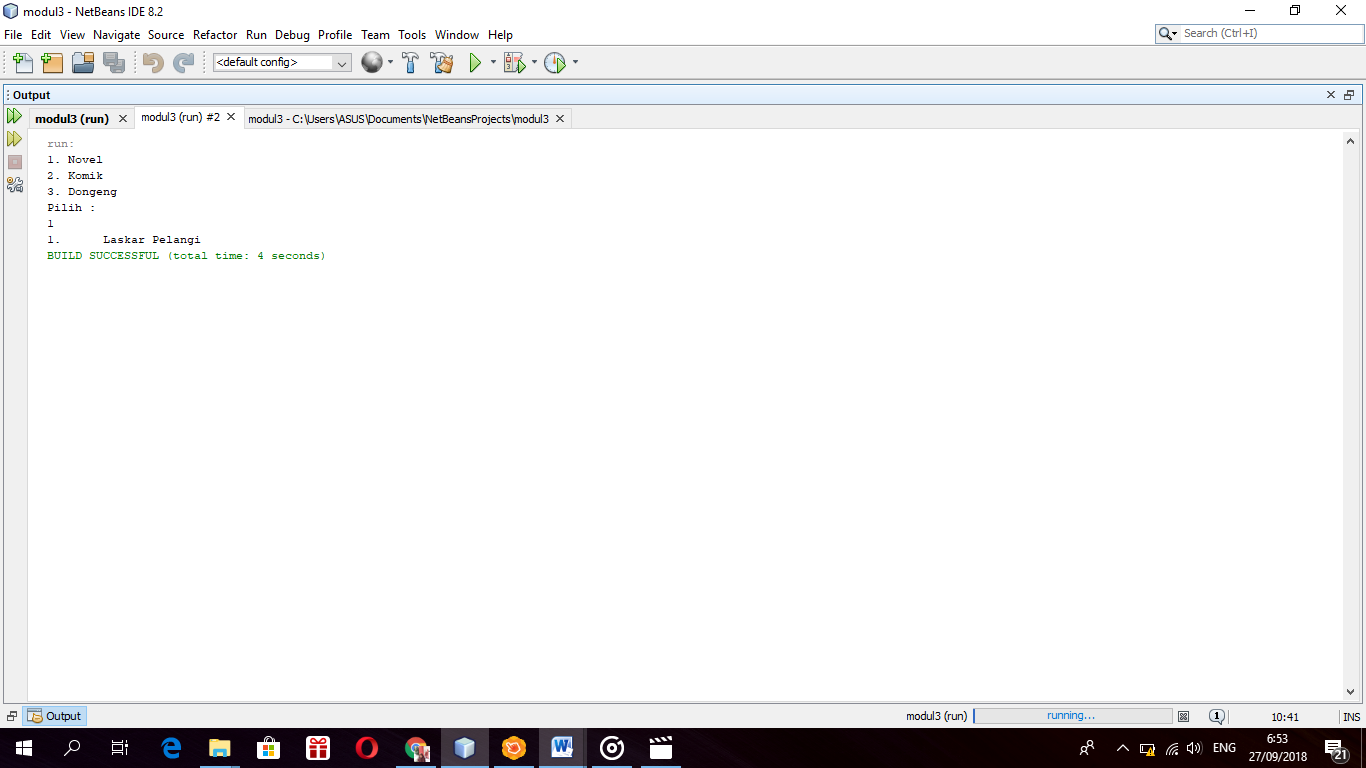 modul3 - NetBeans IDE 8.2
File Edit View Navigate Source Refactor Run Debug Profile Team Tools Window Help
Search (Ctrl+I)
<default config>
Output
modul3 (run) modul3 (run) #2 modul3 - C:\Users\ASUS\Documents\NetBeansProjects\modul3
run:
1. Novel
2. Komik
3. Dongeng
Pilih :
1
1. Laskar Pelangi
BUILD SUCCESSFUL (total time: 4 seconds)
Output modul3 (run) running... 1 10:41 INS
ENG
6:53
27/09/2018
21